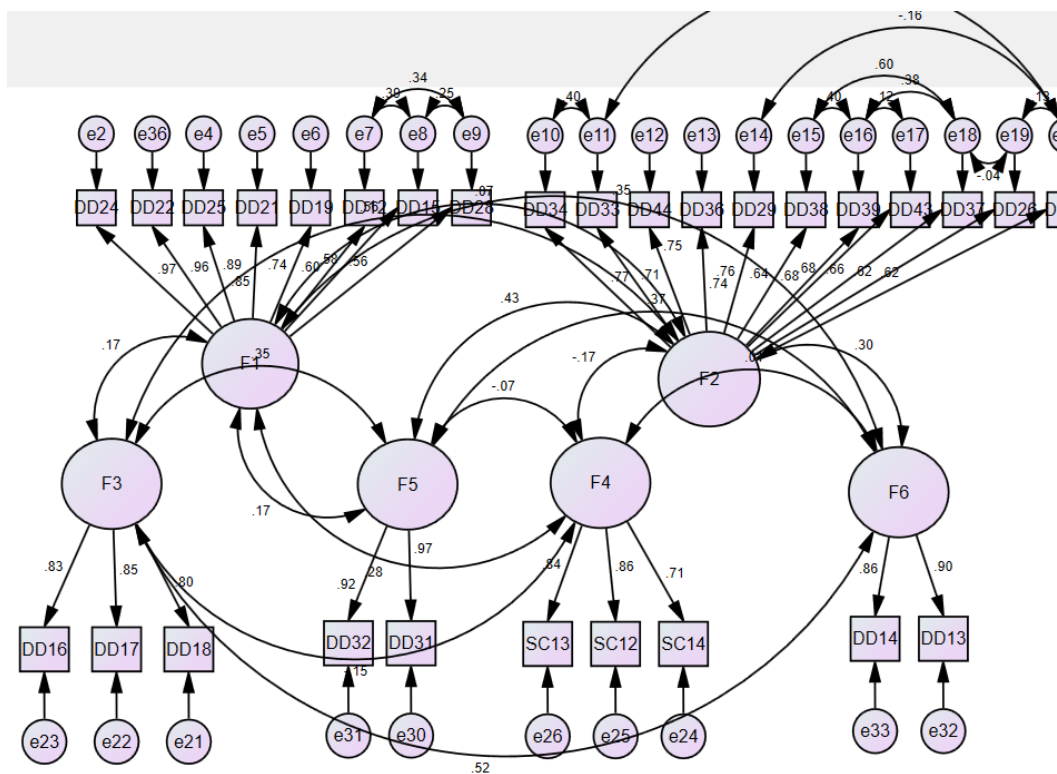 -.16
.34 .60
.39 .25 .40 .40 .12 .38 .19
e2 e36 e4 e5 e6 e7 e8 e9 e10 e11 e12 e13 e14 e15 e16 e17 e18 e19
-.04
DD24 DD22 DD25 DD21 DD19 DD12 DD15 DD28 DD34 DD33 DD44 DD36 DD29 DD38 DD39 DD43 DD37 DD26
.07 .35
.97 .96 .89 .85 .74 .60 .58 .56 .77 .71 .75 .76 .74 .64 .68 .68 .66 .62 .62
.43 .37
.17 F1 .35 -.17 F2 .30
-.07
F3 F5 F4 F6
.17
.83 .85 .80 .92 .28 .97 .84 .86 .71 .86 .90
DD16 DD17 DD18 DD32 DD31 SC13 SC12 SC14 DD14 DD13
e23 e22 e21 e31 e30 e26 e25 e24 e33 e32
.52